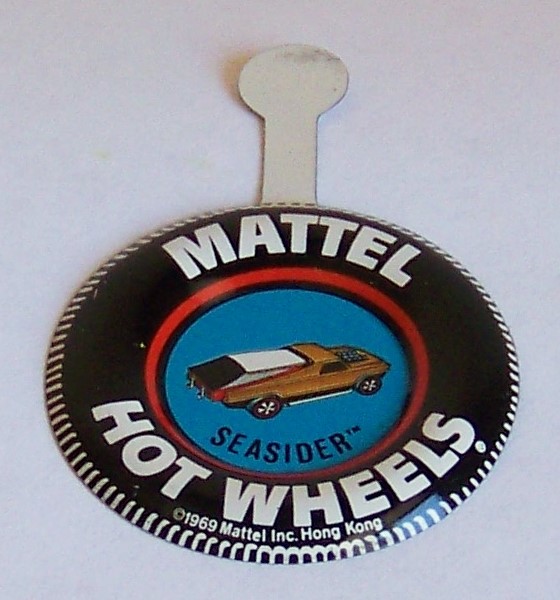 MATTEL
SEASIDER™
HOT WHEELS®
©1969 Mattel Inc. Hong Kong